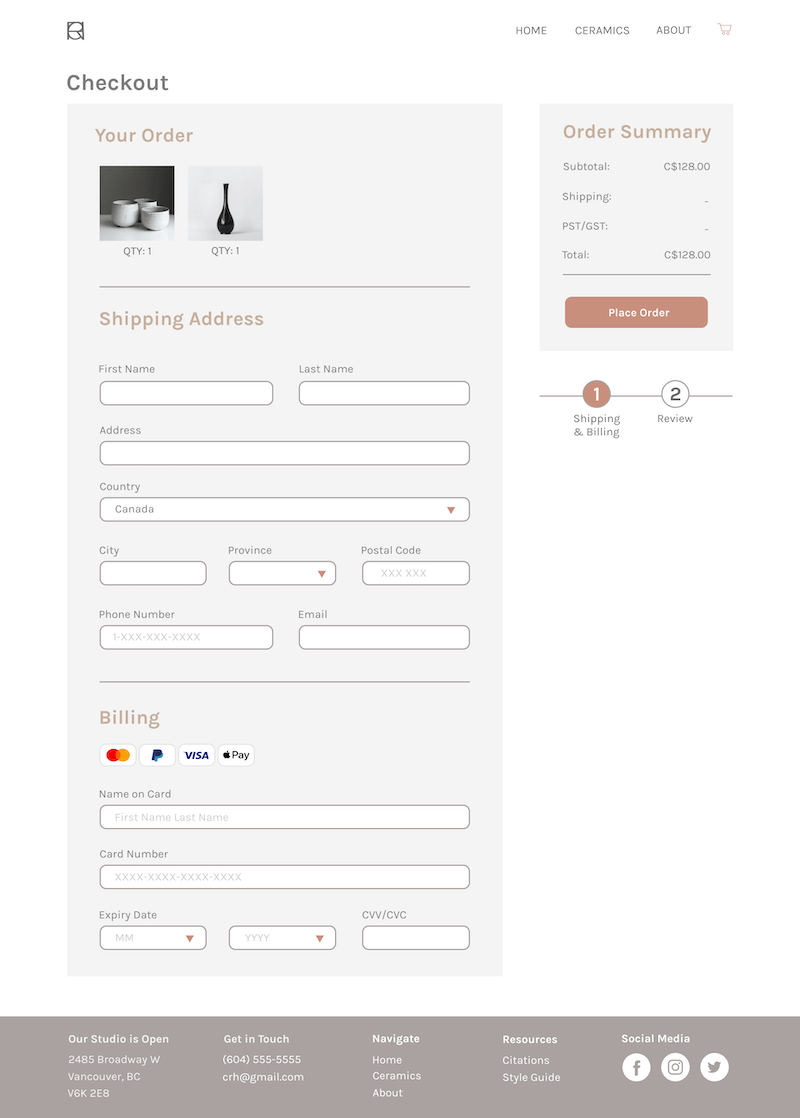 HOME CERAMICS ABOUT
Checkout
Your Order
QTY: 1 QTY: 1
Shipping Address
First Name Last Name
Address
Country
Canada
City Province Postal Code
XXX XXX
Phone Number Email
1-XXX-XXX-XXXX
Billing
VISA Pay
Name on Card
First Name Last Name
Card Number
XXXX-XXXX-XXXX-XXXX
Expiry Date CVV/CVC
MM YYYY
Order Summary
Subtotal: C$128.00
Shipping: -
PST/GST: -
Total: C$128.00
Place Order
1 2
Shipping Review
& Billing
Our Studio is Open
2485 Broadway W
Vancouver, BC
V6K 2E8
Get in Touch
(604) 555-5555
crh@gmail.com
Navigate
Home
Ceramics
About
Resources
Citations
Style Guide
Social Media